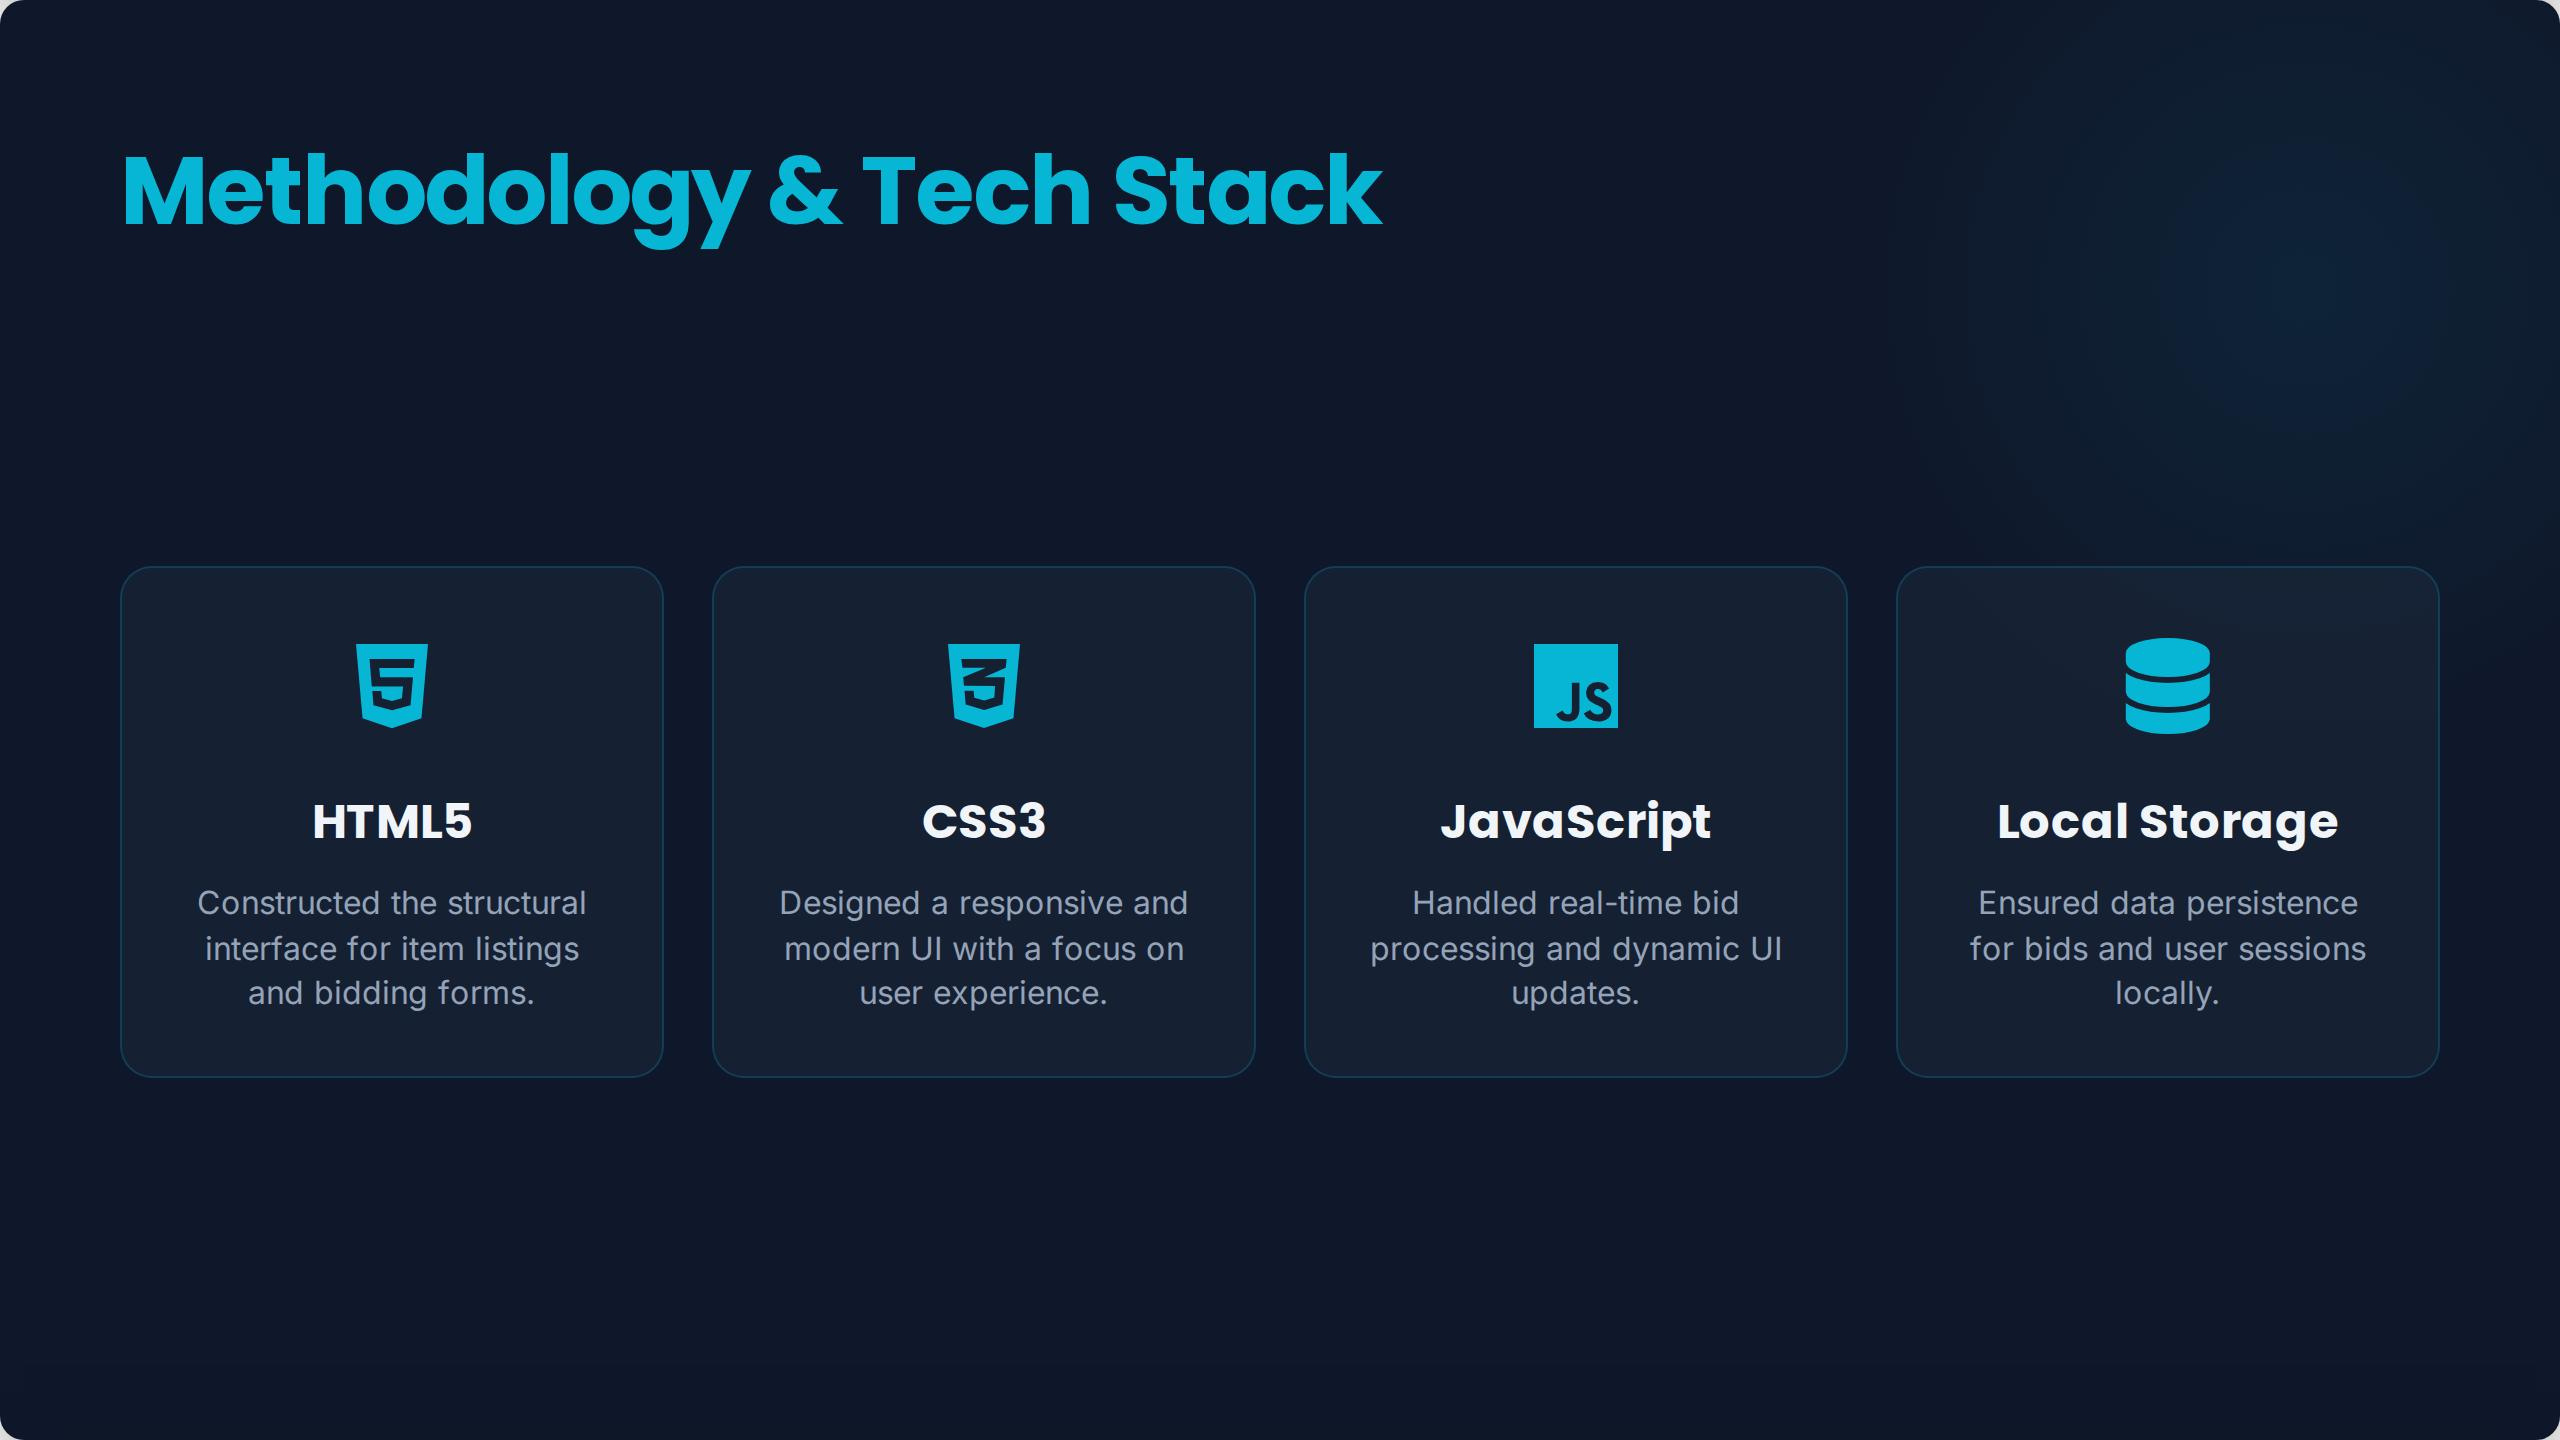 Methodology & Tech Stack
HTML5
Constructed the structural
interface for item listings
and bidding forms.
CSS3
Designed a responsive and
modern UI with a focus on
user experience.
JS
JavaScript
Handled real-time bid
processing and dynamic UI
updates.
Local Storage
Ensured data persistence
for bids and user sessions
locally.